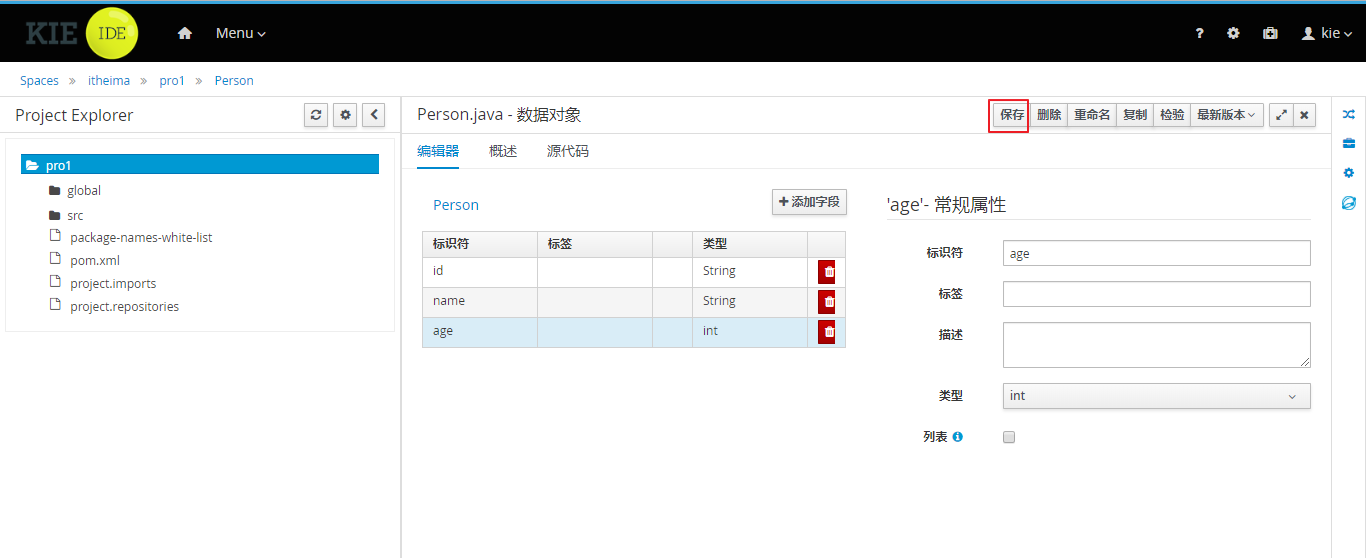 KIE IDE Menu ? kie
Spaces » itheima » pro1 » Person
Project Explorer
pro1
global
src
package-names-white-list
pom.xml
project.imports
project.repositories
Person.java - 数据对象
保存 删除 重命名 复制 检验 最新版本
编辑器 概述 源代码
Person
添加字段
标识符 标签 类型
id String
name String
age int
'age'- 常规属性
标识符 age
标签
描述
类型 int
列表